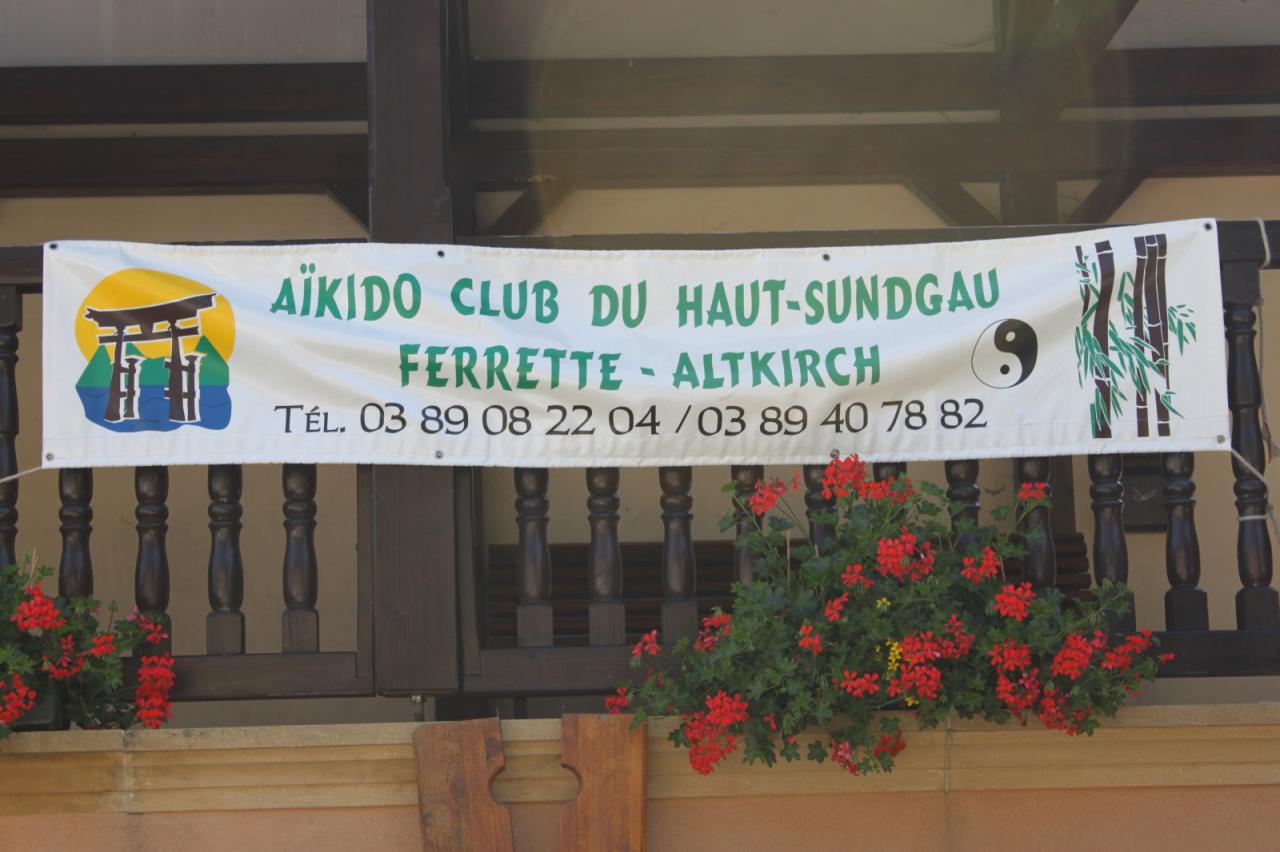 AÏKIDO CLUB DU HAUT-SUNDGAU
FERRETTE - ALTKIRCH
TÉL. 03 89 08 22 04 / 03 89 40 78 82